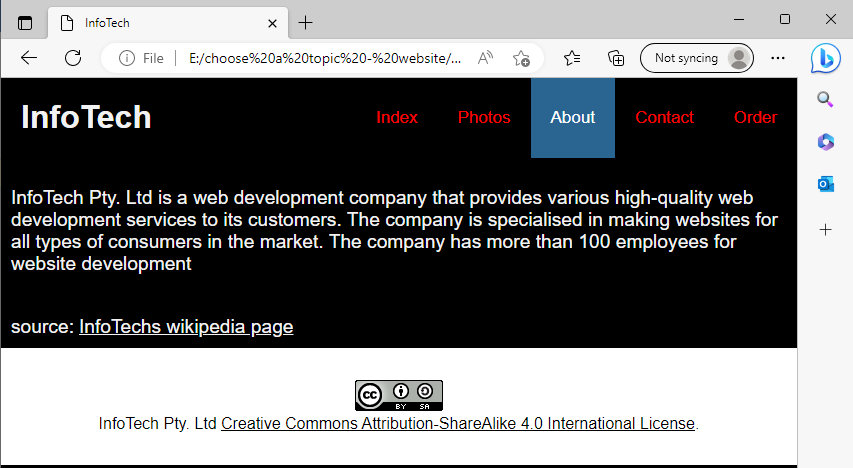 InfoTech
File E:/choose%20a%20topic%20-%20website/... Not syncing
InfoTech Index Photos About Contact Order
InfoTech Pty. Ltd is a web development company that provides various high-quality web
development services to its customers. The company is specialised in making websites for
all types of consumers in the market. The company has more than 100 employees for
website development
source: InfoTechs wikipedia page
cc BY SA
InfoTech Pty. Ltd Creative Commons Attribution-ShareAlike 4.0 International License.